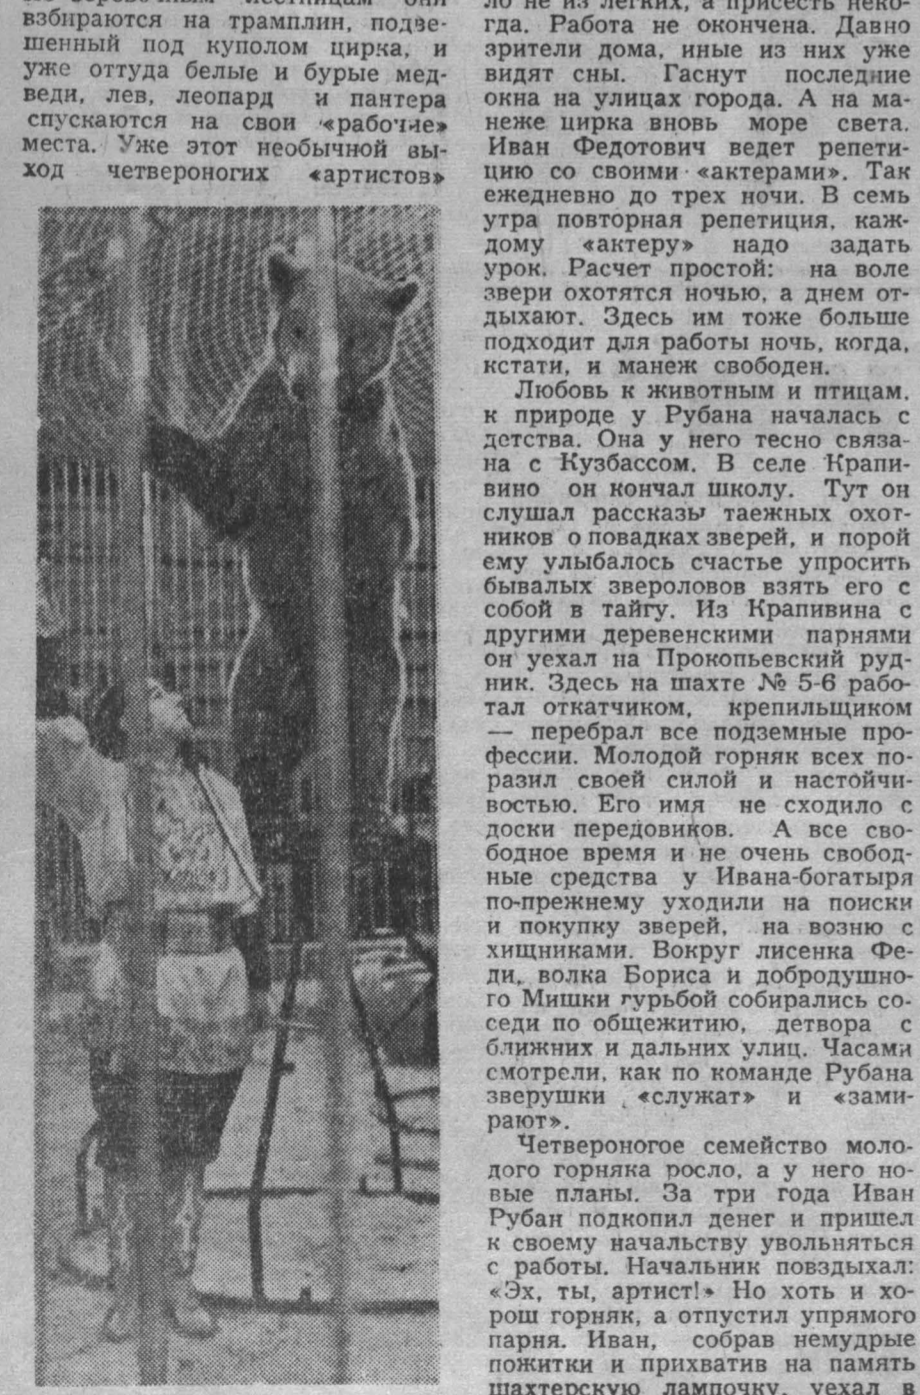 взбираются на трамплин, подве-
шенный под куполом цирка, и
уже оттуда белые и бурые мед-
веди, лев, леопард и пантера
спускаются на свои «рабочие»
места. Уже этот необычной вы-
ход четвероногих «артистов»
ло не из легких, а присесть неко-
гда. Работа не окончена. Давно
зрители дома, иные из них уже
видят сны. Гаснут последние
окна на улицах города. А на ма-
неже цирка вновь море света.
Иван Федотович ведет репети-
цию со своими «актерами». Так
ежедневно до трех ночи. В семь
утра повторная репетиция, каж-
дому «актеру» надо задать
урок. Расчет простой: на воле
звери охотятся ночью, а днем от-
дыхают. Здесь им тоже больше
подходит для работы ночь, когда,
кстати, и манеж свободен.
Любовь к животным и птицам,
к природе у Рубана началась с
детства. Она у него тесно связа-
на с Кузбассом. В селе Крапи-
вино он кончал школу. Тут он
слушал рассказы таежных охот-
ников о повадках зверей, и порой
ему улыбалось счастье упросить
бывалых звероловов взять его с
собой в тайгу. Из Крапивина с
другими деревенскими парнями
он уехал на Прокопьевский руд-
ник. Здесь на шахте № 5-6 рабо-
тал откатчиком, крепильщиком
— перебрал все подземные про-
фессии. Молодой горняк всех по-
разил своей силой и настойчи-
востью. Его имя не сходило с
доски передовиков. А все сво-
бодное время и не очень свобод-
ные средства у Ивана-богатыря
по-прежнему уходили на поиски
и покупку зверей, на возню с
хищниками. Вокруг лисенка Фе-
ди, волка Бориса и добродушно-
го Мишки гурьбой собирались со-
седи по общежитию, детвора с
ближних и дальних улиц. Часами
смотрели, как по команде Рубана
зверушки «служат» и «зами-
рают».
Четвероногое семейство моло-
дого горняка росло, а у него но-
вые планы. За три года Иван
Рубан подкопил денег и пришел
к своему начальству увольняться
с работы. Начальник повздыхал:
«Эх, ты, артист!» Но хоть и хо-
рош горняк, а отпустил упрямого
парня. Иван, собрав немудрые
пожитки и прихватив на память
шахтерскую лампочку, уехал в